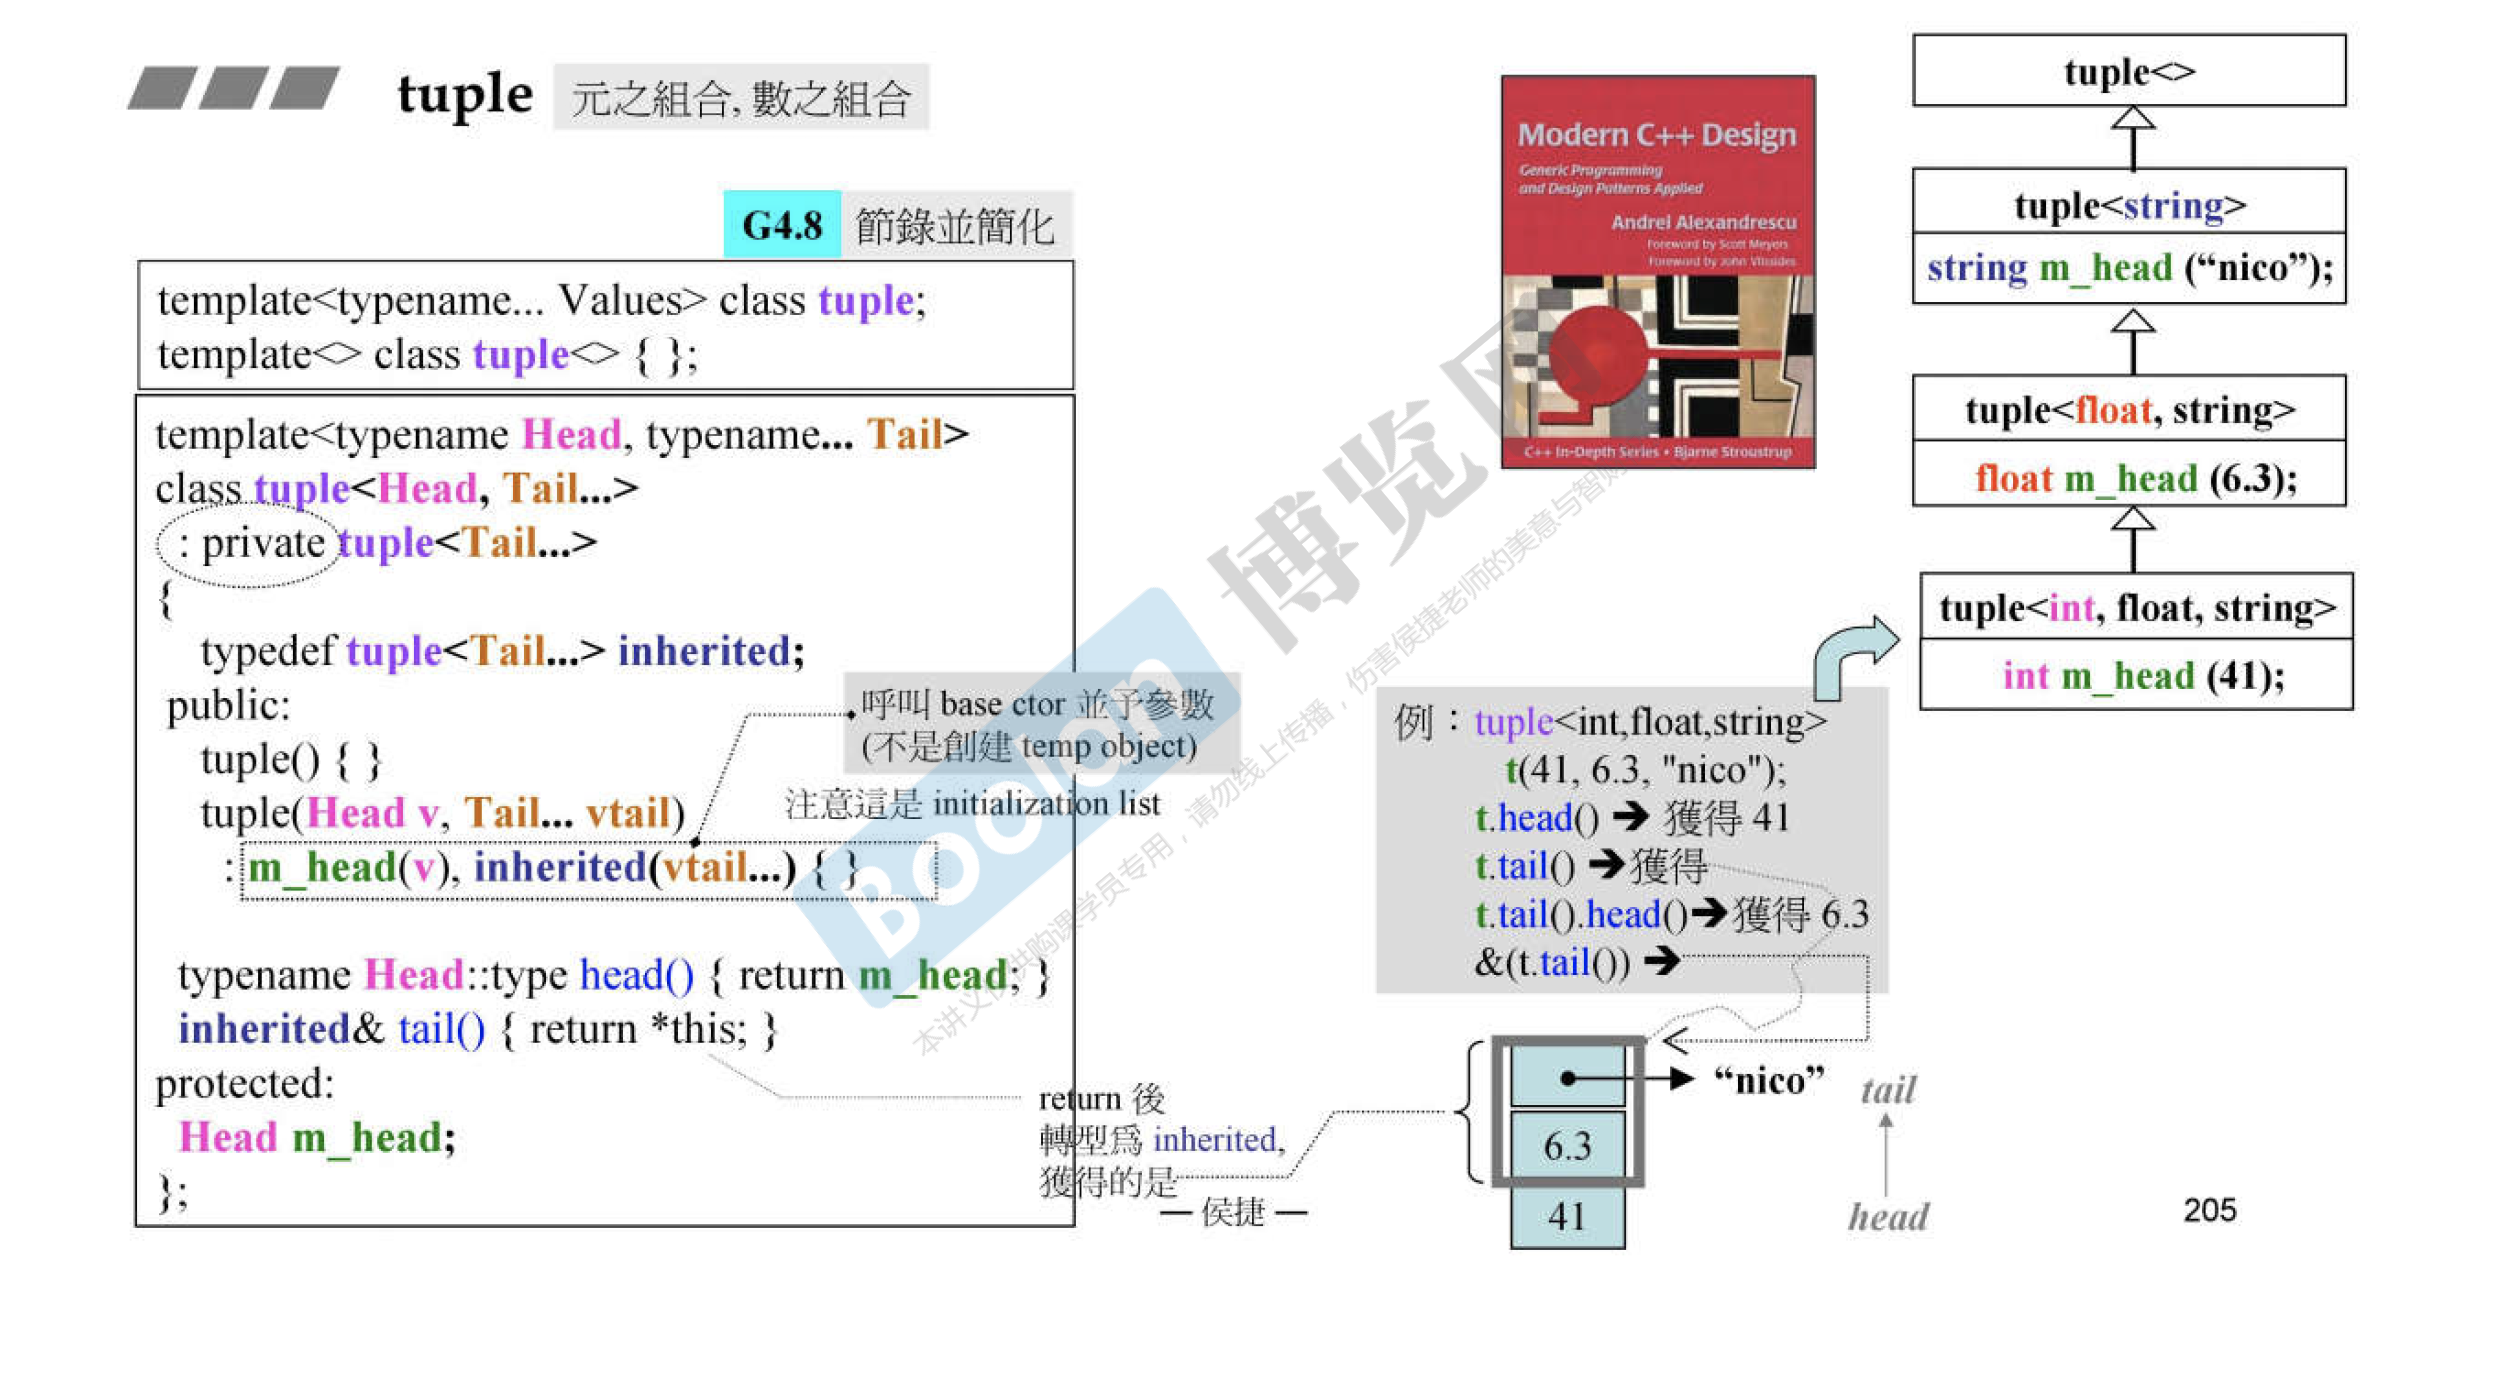 tuple 元之組合, 數之組合
G4.8 節錄並簡化
template<typename... Values> class tuple;
template<> class tuple<> { };
template<typename Head, typename... Tail>
class tuple<Head, Tail...>
: private tuple<Tail...>
{
typedef tuple<Tail...> inherited;
public:
tuple() { }
tuple(Head v, Tail... vtail)
: m_head(v), inherited(vtail...) { }
typename Head::type head() { return m_head; }
inherited& tail() { return *this; }
protected:
Head m_head;
};
呼叫 base ctor 並予參數
(不是創建 temp object)
注意這是 initialization list
return 後
轉型為 inherited,
獲得的是
— 侯捷 —
Modern C++ Design
Generic Programming
and Design Patterns Applied
Andrei Alexandrescu
Foreword by Scott Meyers
Foreword by John Vlissides
C++ In-Depth Series • Bjarne Stroustrup
tuple<>
tuple<string>
string m_head (“nico”);
tuple<float, string>
float m_head (6.3);
tuple<int, float, string>
int m_head (41);
例：tuple<int,float,string>
t(41, 6.3, "nico");
t.head() ➔ 獲得 41
t.tail() ➔獲得
t.tail().head()➔獲得 6.3
&(t.tail()) ➔
“nico”
6.3
41
tail
head
205
Boolan 博览网
本讲义仅供购课学员专用，请勿线上传播，伤害侯捷老师的美意与智财